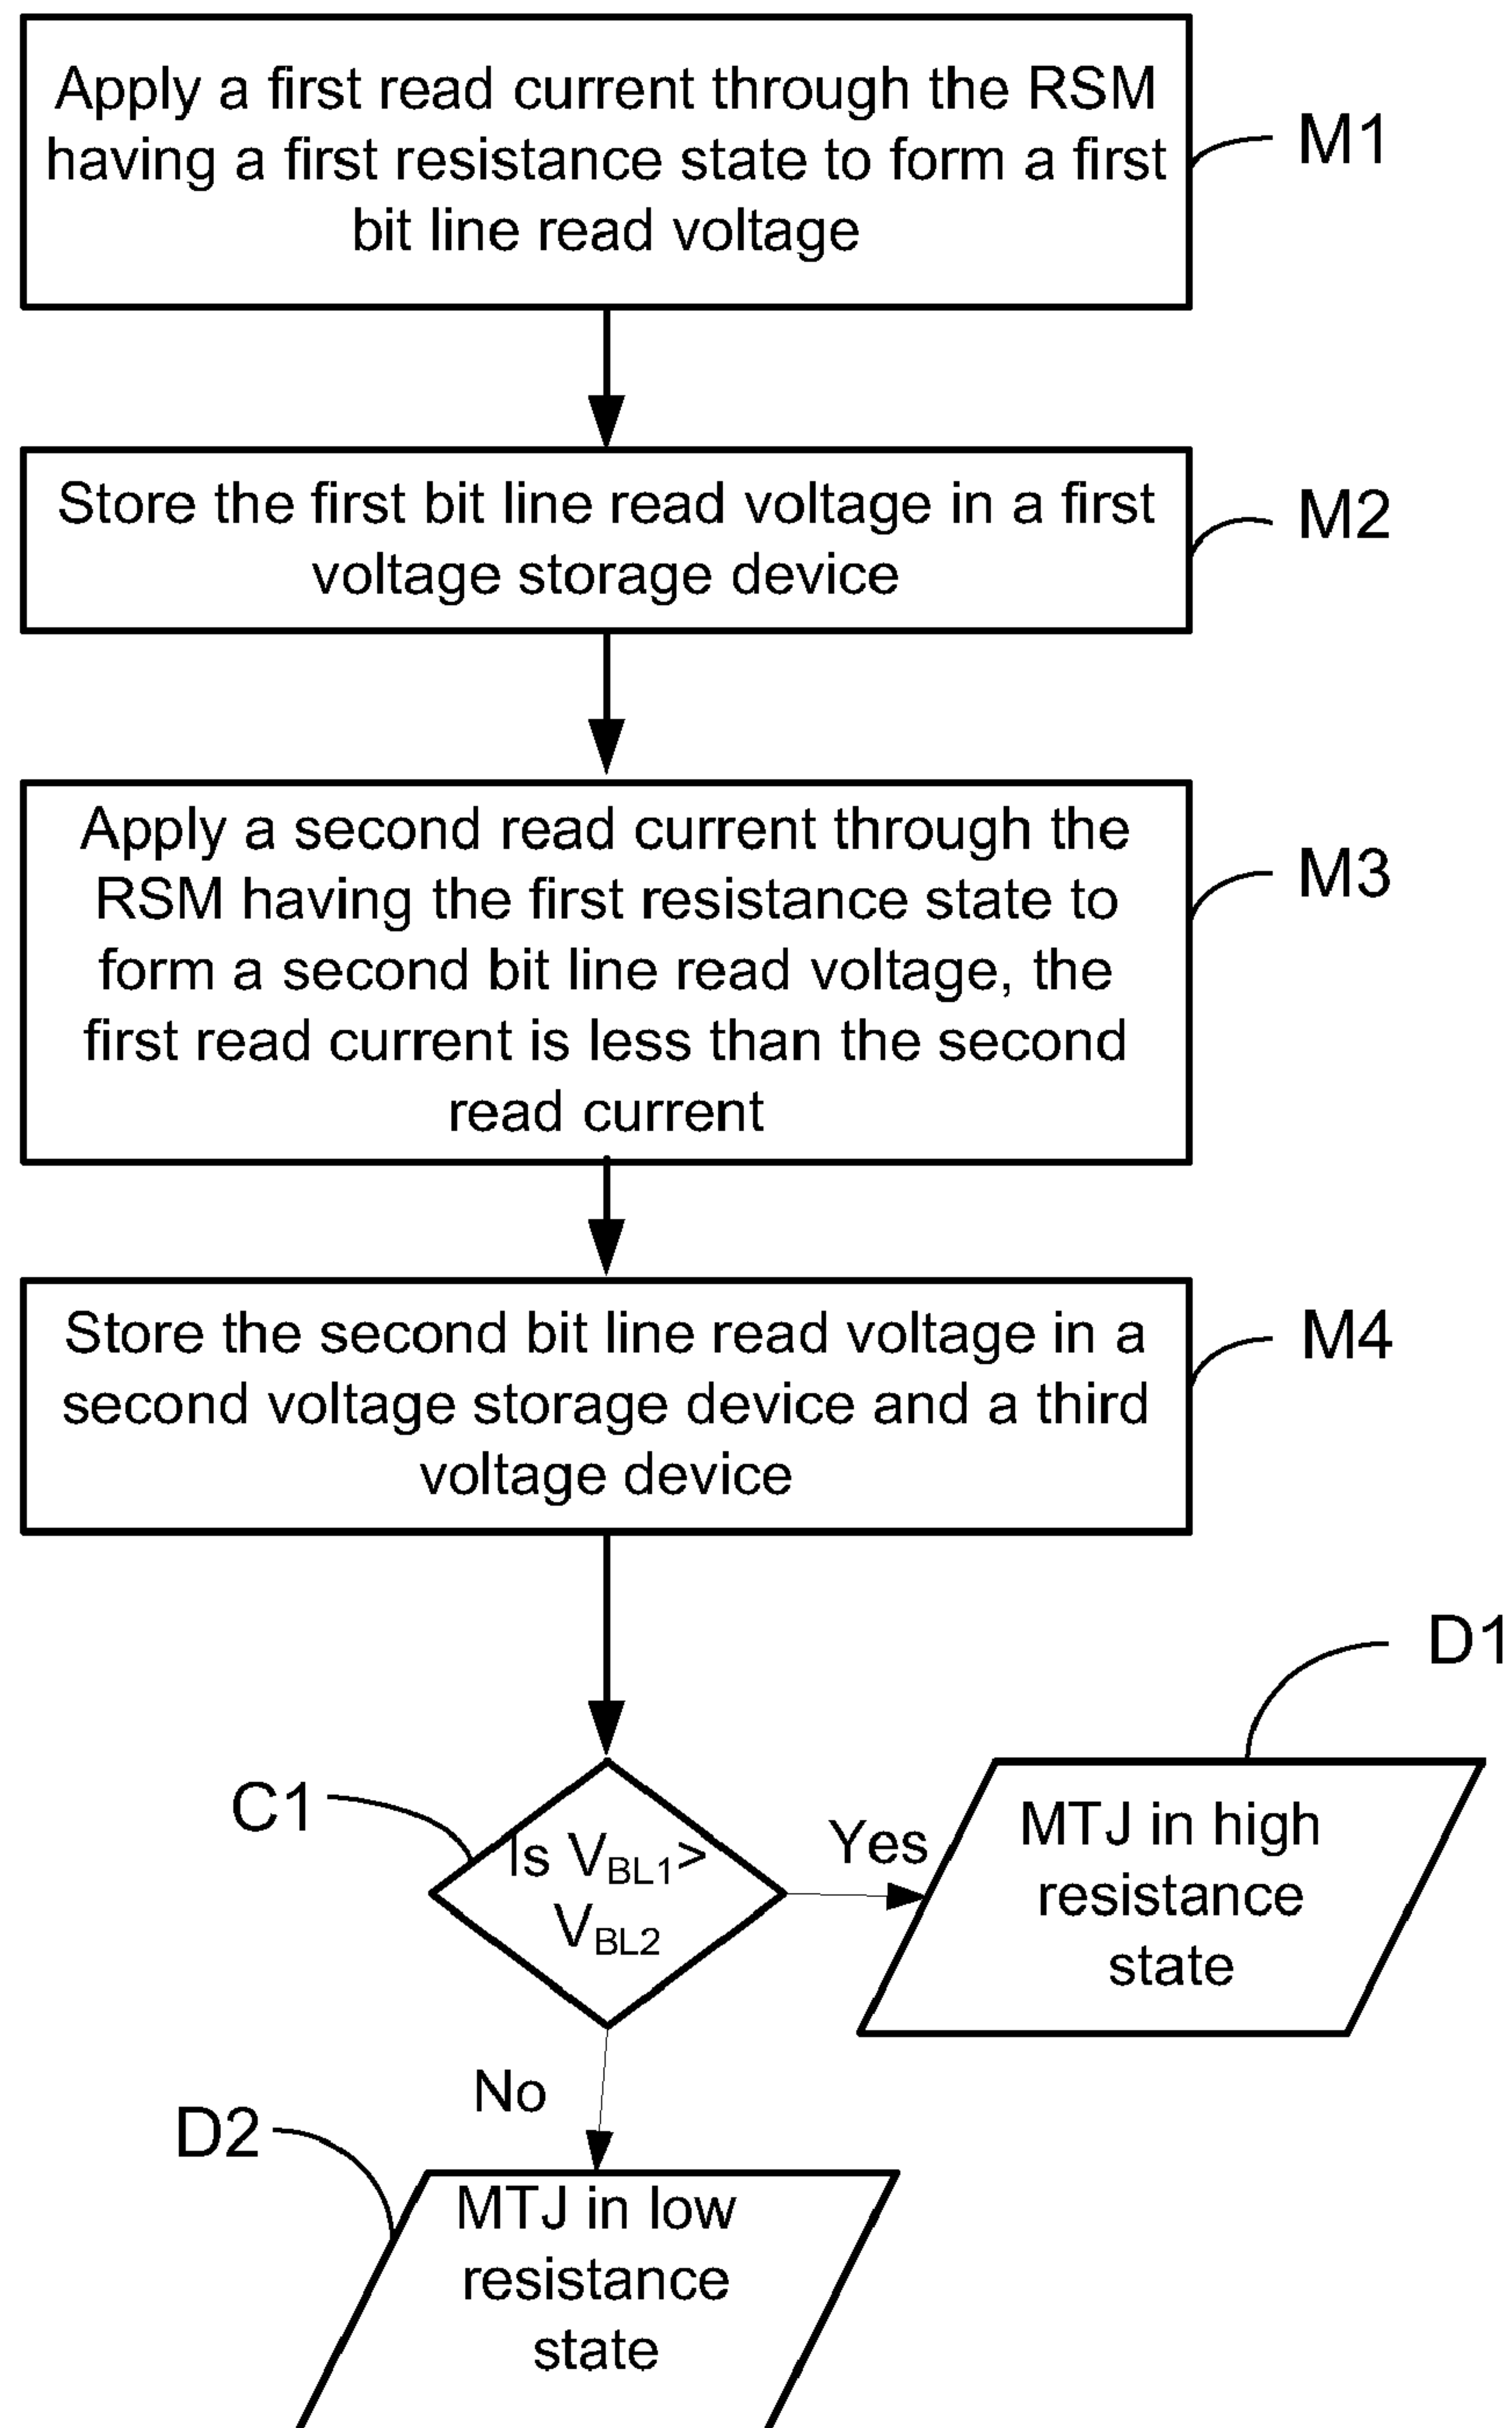 Apply a first read current through the RSM
having a first resistance state to form a first
bit line read voltage
M1
Store the first bit line read voltage in a first
voltage storage device
M2
Apply a second read current through the
RSM having the first resistance state to
form a second bit line read voltage, the
first read current is less than the second
read current
M3
Store the second bit line read voltage in a
second voltage storage device and a third
voltage device
M4
D1
C1
Is VBL1>
VBL2
Yes
MTJ in high
resistance
state
No
D2
MTJ in low
resistance
state